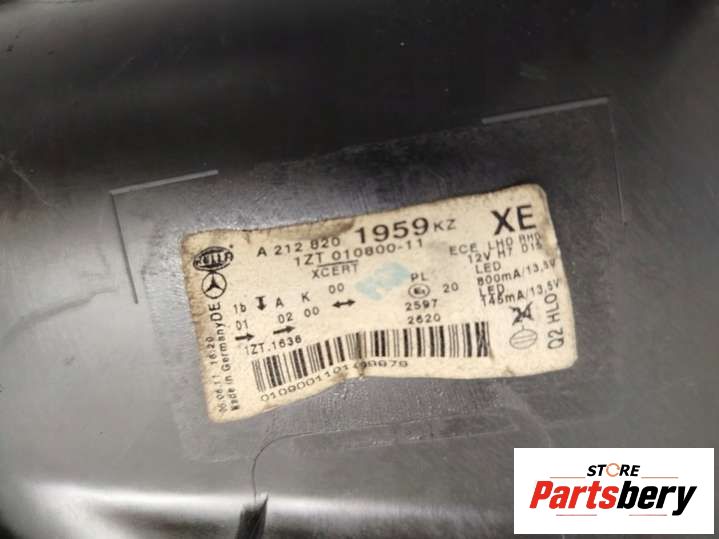 HELLA
A 212 820 1959 KZ XE
1ZT 010800-11
XCERT
ECE LHD RHD
12V H7 D1S
LED
800mA/13,5V
LED
145mA/13,5V
1b A K 00 PL
E1 20
01 02 00 2597
2620
24
Q2 HLO
1ZT.1636
DE
Made in Germany
STORE
Partsbery